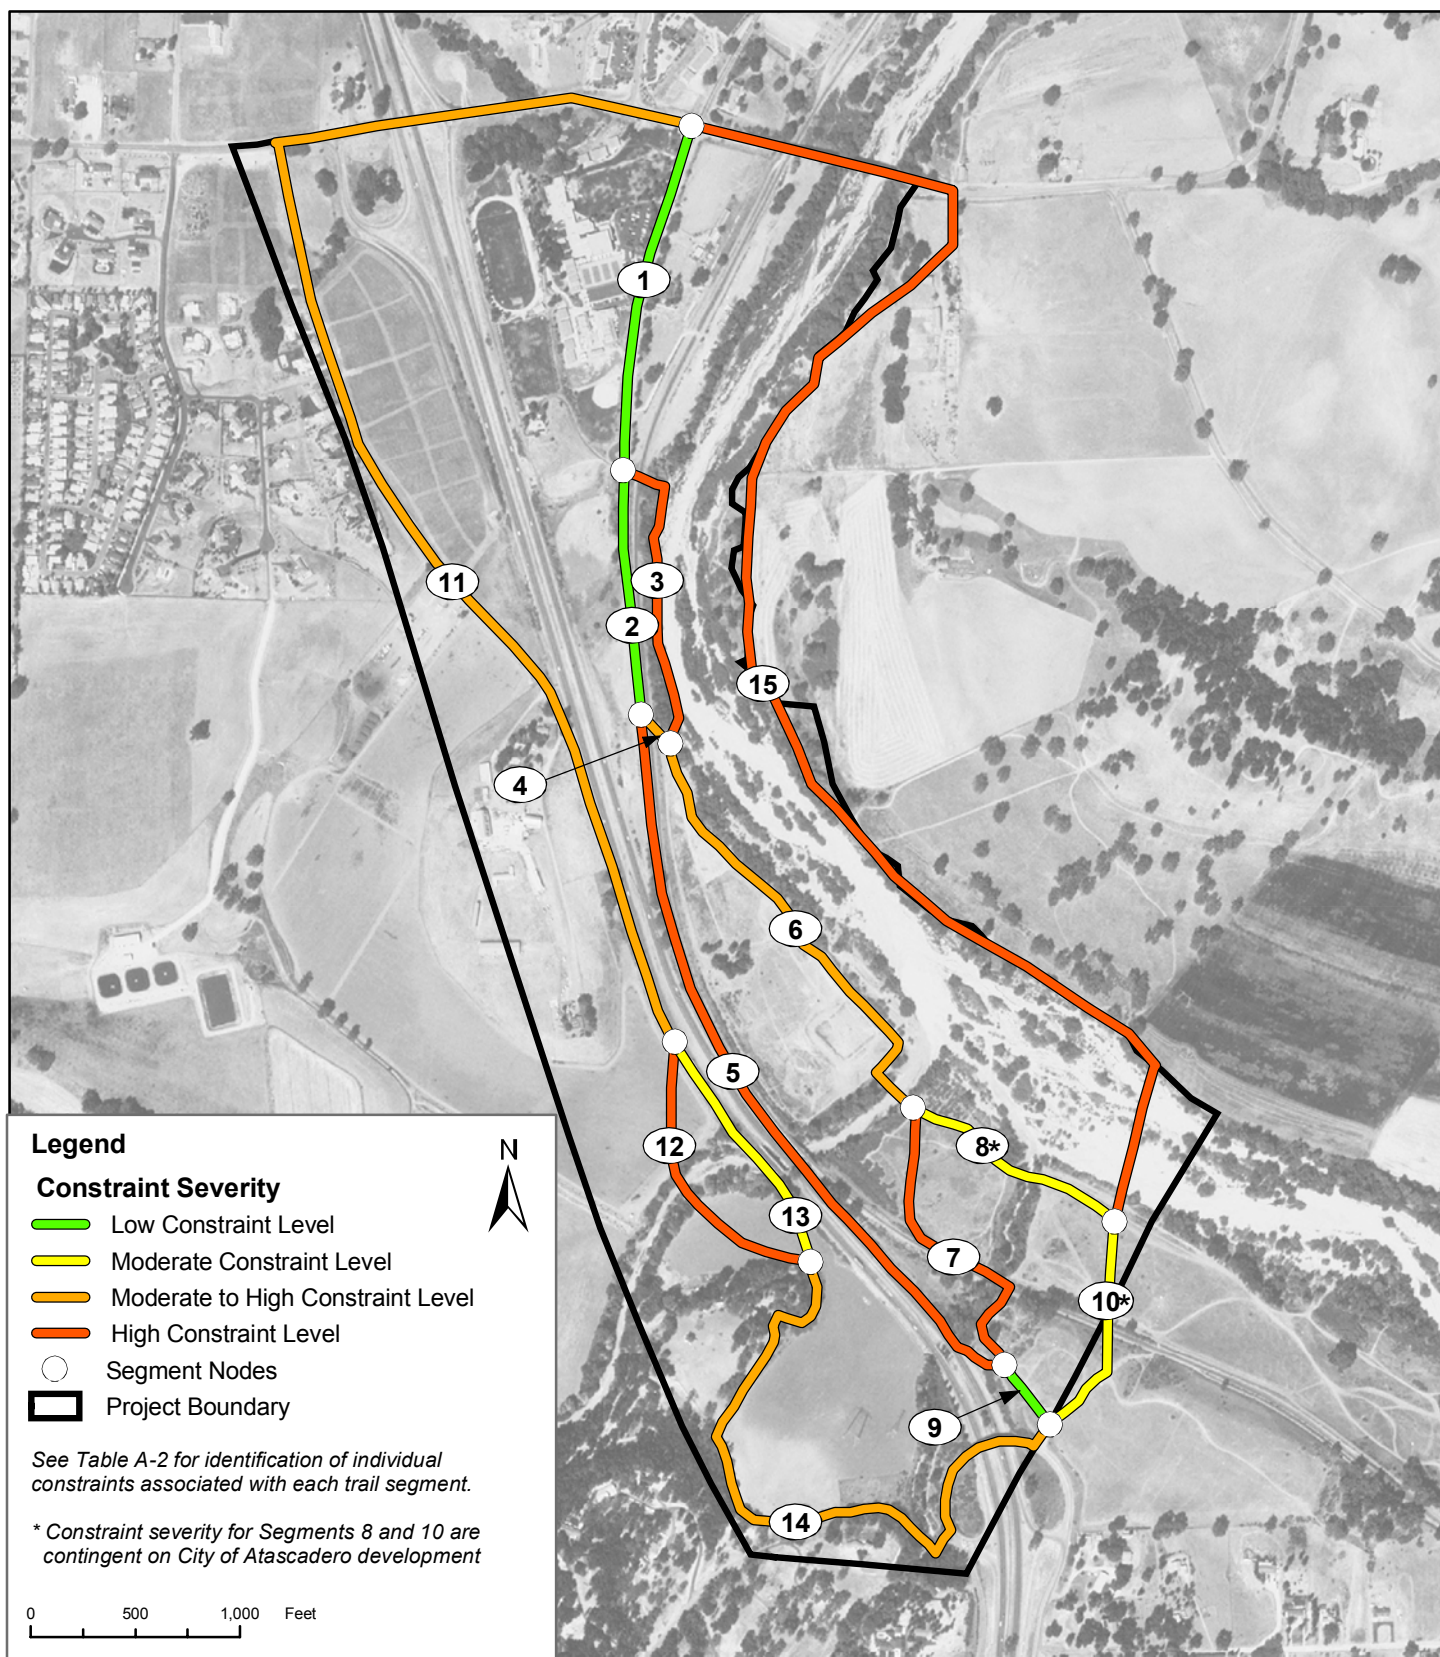 1
11
3
2
15
4
6
5
12
8*
13
7
10*
9
14
Legend
N
Constraint Severity
Low Constraint Level
Moderate Constraint Level
Moderate to High Constraint Level
High Constraint Level
Segment Nodes
Project Boundary
See Table A-2 for identification of individual
constraints associated with each trail segment.
* Constraint severity for Segments 8 and 10 are
contingent on City of Atascadero development
0 500 1,000 Feet